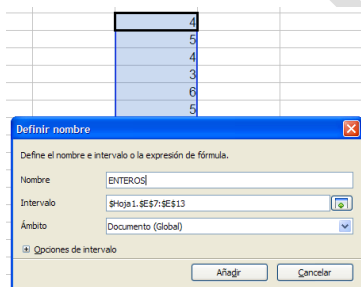 4
5
4
3
6
5
Definir nombre
Define el nombre e intervalo o la expresión de fórmula.
Nombre ENTEROS
Intervalo $Hoja1.$E$7:$E$13
Ámbito Documento (Global)
Opciones de intervalo
Añadir Cancelar